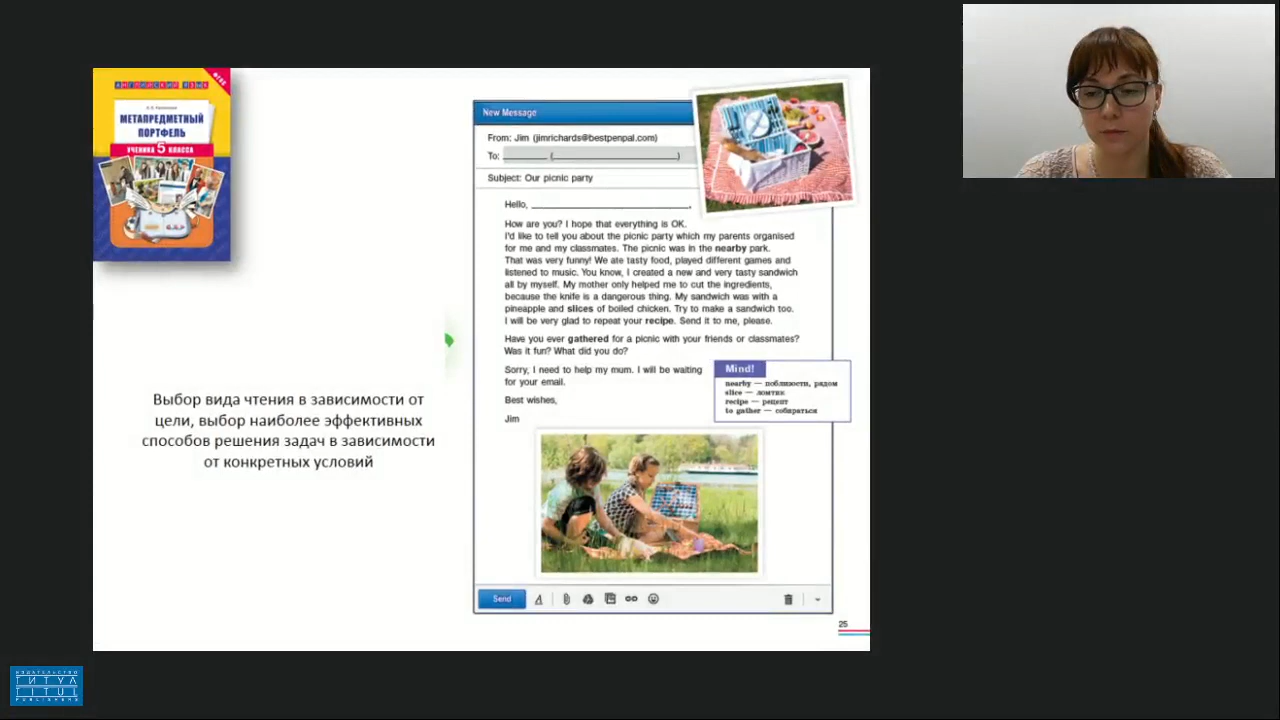 ФГОС
АНГЛИЙСКИЙ ЯЗЫК
МЕТАПРЕДМЕТНЫЙ
ПОРТФЕЛЬ
УЧЕНИКА 5 КЛАССА
Выбор вида чтения в зависимости от
цели, выбор наиболее эффективных
способов решения задач в зависимости
от конкретных условий
New Message
From: Jim (jimrichards@bestpenpal.com)
To: ________ (____________________)
Subject: Our picnic party
Hello, __________________________,
How are you? I hope that everything is OK.
I'd like to tell you about the picnic party which my parents organised
for me and my classmates. The picnic was in the nearby park.
That was very funny! We ate tasty food, played different games and
listened to music. You know, I created a new and very tasty sandwich
all by myself. My mother only helped me to cut the ingredients,
because the knife is a dangerous thing. My sandwich was with a
pineapple and slices of boiled chicken. Try to make a sandwich too.
I will be very glad to repeat your recipe. Send it to me, please.
Have you ever gathered for a picnic with your friends or classmates?
Was it fun? What did you do?
Sorry, I need to help my mum. I will be waiting
for your email.
Best wishes,
Jim
Mind!
nearby — поблизости, рядом
slice — ломтик
recipe — рецепт
to gather — собираться
Send
25
ИЗДАТЕЛЬСТВО
ТИТУЛ
TITUL
PUBLISHERS